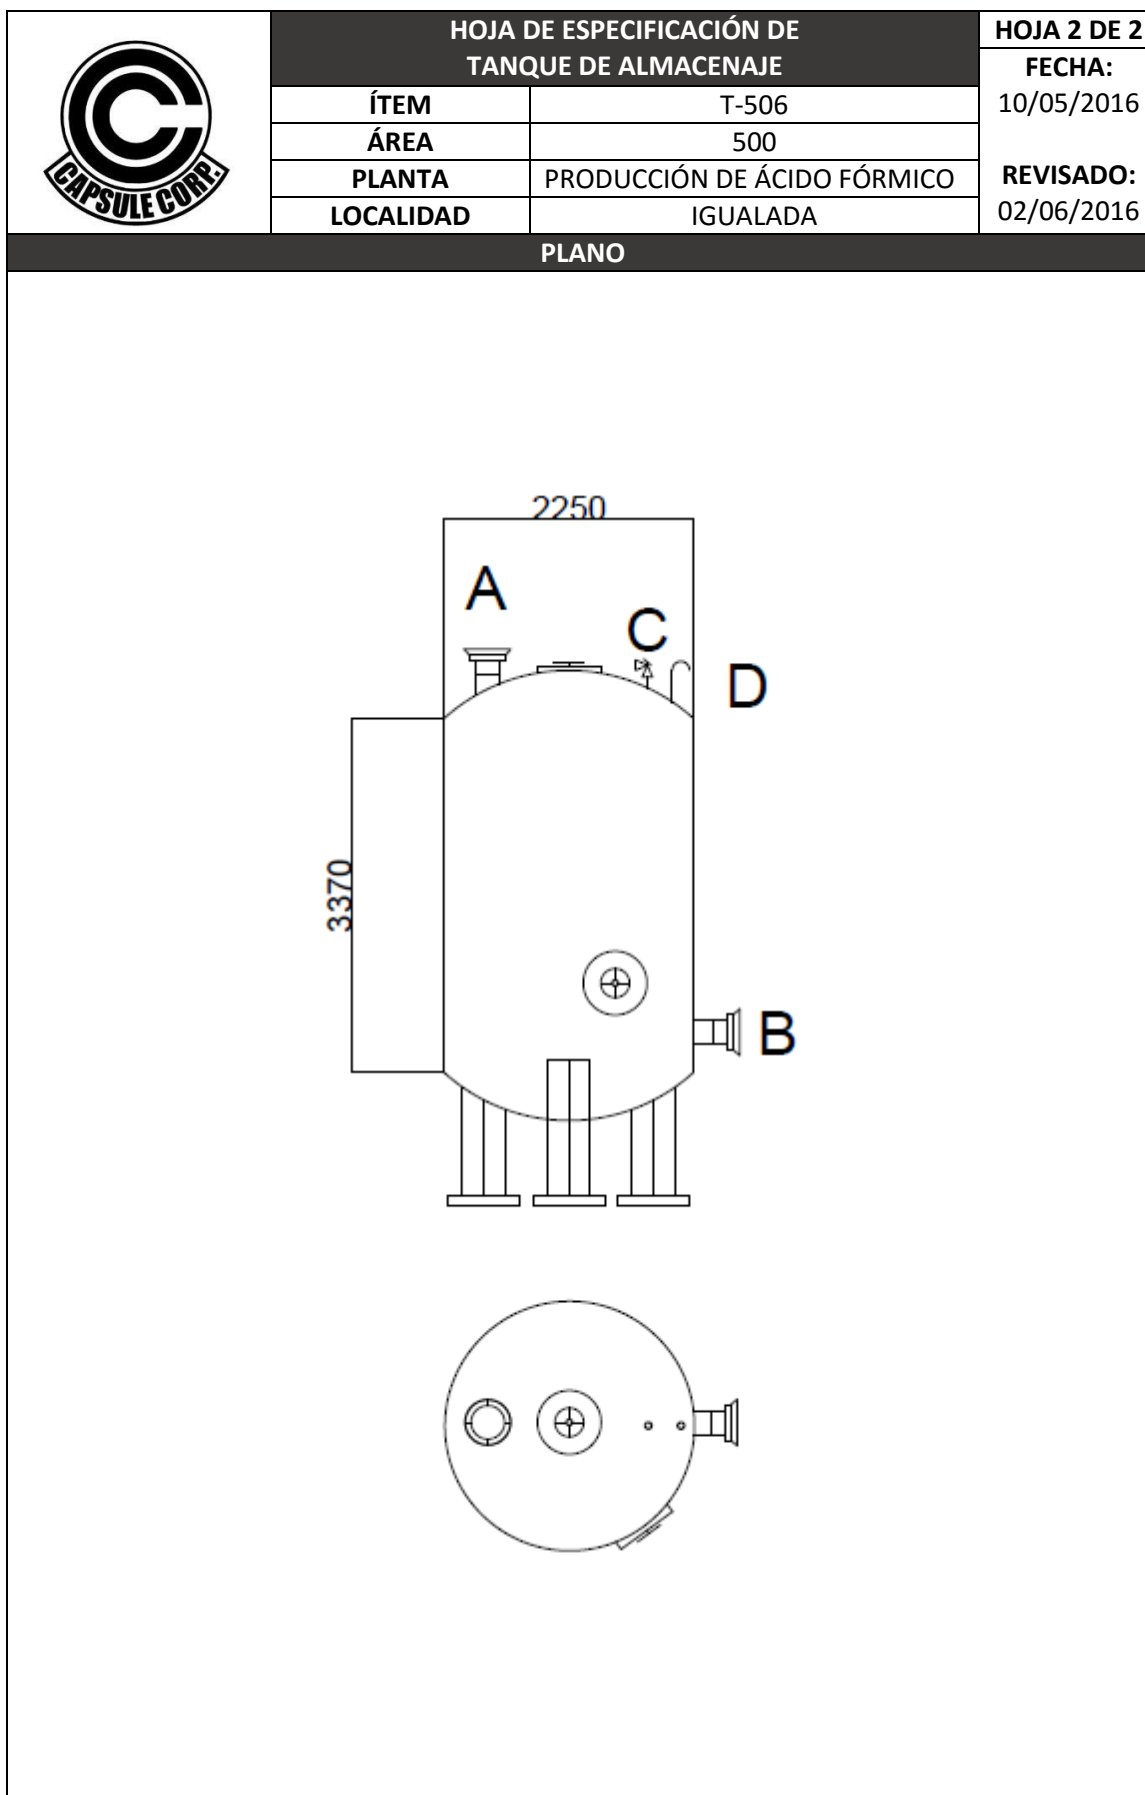 CAPSULE CORP.
HOJA DE ESPECIFICACIÓN DE
TANQUE DE ALMACENAJE
HOJA 2 DE 2
FECHA:
10/05/2016
ÍTEM T-506
ÁREA 500
PLANTA PRODUCCIÓN DE ÁCIDO FÓRMICO
REVISADO:
LOCALIDAD IGUALADA
02/06/2016
PLANO
2250
A
C
D
3370
B